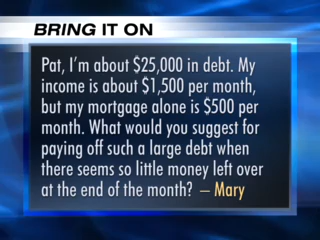 BRING IT ON
Pat, I'm about $25,000 in debt. My
income is about $1,500 per month,
but my mortgage alone is $500 per
month. What would you suggest for
paying off such a large debt when
there seems so little money left over
at the end of the month? – Mary